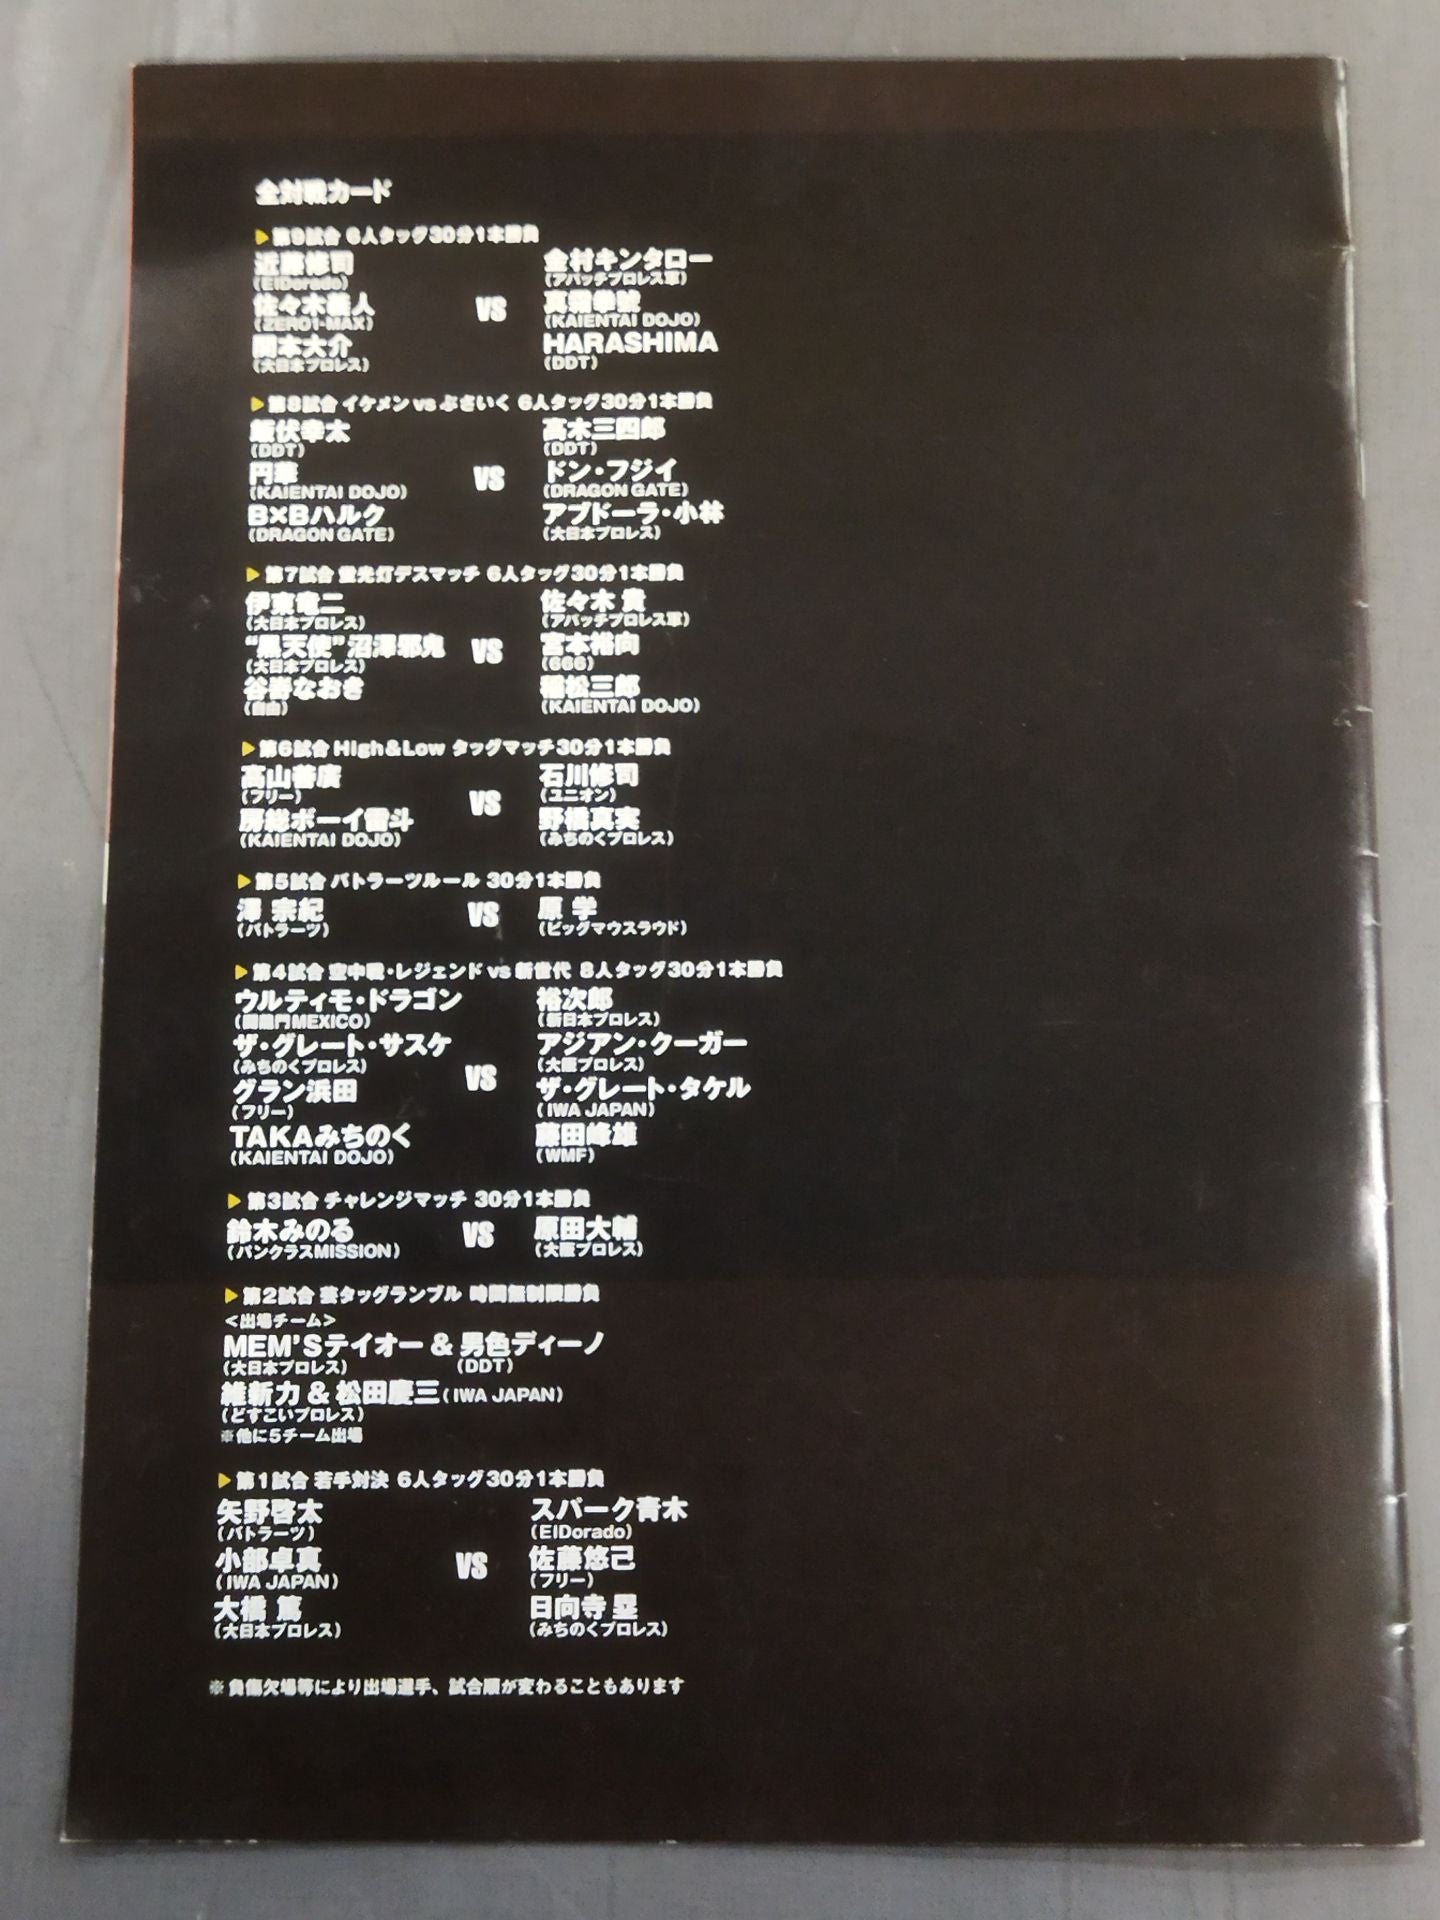 全対戦カード
▶第9試合 6人タッグ30分1本勝負
近藤修司 金村キンタロー
(ElDorado) (アパッチプロレス軍)
佐々木義人 VS 真霜拳號
(ZERO1-MAX) (KAIENTAI DOJO)
関本大介 HARASHIMA
(大日本プロレス) (DDT)
▶第8試合 イケメン vs ぶさいく 6人タッグ30分1本勝負
飯伏幸太 高木三四郎
(DDT) (DDT)
円華 VS ドン・フジイ
(KAIENTAI DOJO) (DRAGON GATE)
B×Bハルク アブドーラ・小林
(DRAGON GATE) (大日本プロレス)
▶第7試合 蛍光灯デスマッチ 6人タッグ30分1本勝負
伊東竜二 佐々木 貴
(大日本プロレス) (アパッチプロレス軍)
“黒天使”沼澤邪鬼 VS 宮本裕向
(大日本プロレス) (666)
谷嵜なおき 稲松三郎
(自由) (KAIENTAI DOJO)
▶第6試合 High&Low タッグマッチ30分1本勝負
高山善廣 石川修司
(フリー) VS (ユニオン)
房総ボーイ雷斗 野橋真実
(KAIENTAI DOJO) (みちのくプロレス)
▶第5試合 バトラーツルール 30分1本勝負
澤 宗紀 VS 原 学
(バトラーツ) (ビッグマウスラウド)
▶第4試合 空中戦・レジェンド vs 新世代 8人タッグ30分1本勝負
ウルティモ・ドラゴン 裕次郎
(闘龍門MEXICO) (新日本プロレス)
ザ・グレート・サスケ アジアン・クーガー
(みちのくプロレス) VS (大阪プロレス)
グラン浜田 ザ・グレート・タケル
(フリー) (IWA JAPAN)
TAKAみちのく 藤田峰雄
(KAIENTAI DOJO) (WMF)
▶第3試合 チャレンジマッチ 30分1本勝負
鈴木みのる VS 原田大輔
(パンクラスMISSION) (大阪プロレス)
▶第2試合 芸タッグランブル 時間無制限勝負
<出場チーム>
MEM'Sテイオー & 男色ディーノ
(大日本プロレス) (DDT)
維新力 & 松田慶三(IWA JAPAN)
(どすこいプロレス)
※他に5チーム出場
▶第1試合 若手対決 6人タッグ30分1本勝負
矢野啓太 スパーク青木
(バトラーツ) (ElDorado)
小部卓真 VS 佐藤悠己
(IWA JAPAN) (フリー)
大橋 篤 日向寺 塁
(大日本プロレス) (みちのくプロレス)
※負傷欠場等により出場選手、試合順が変わることもあります